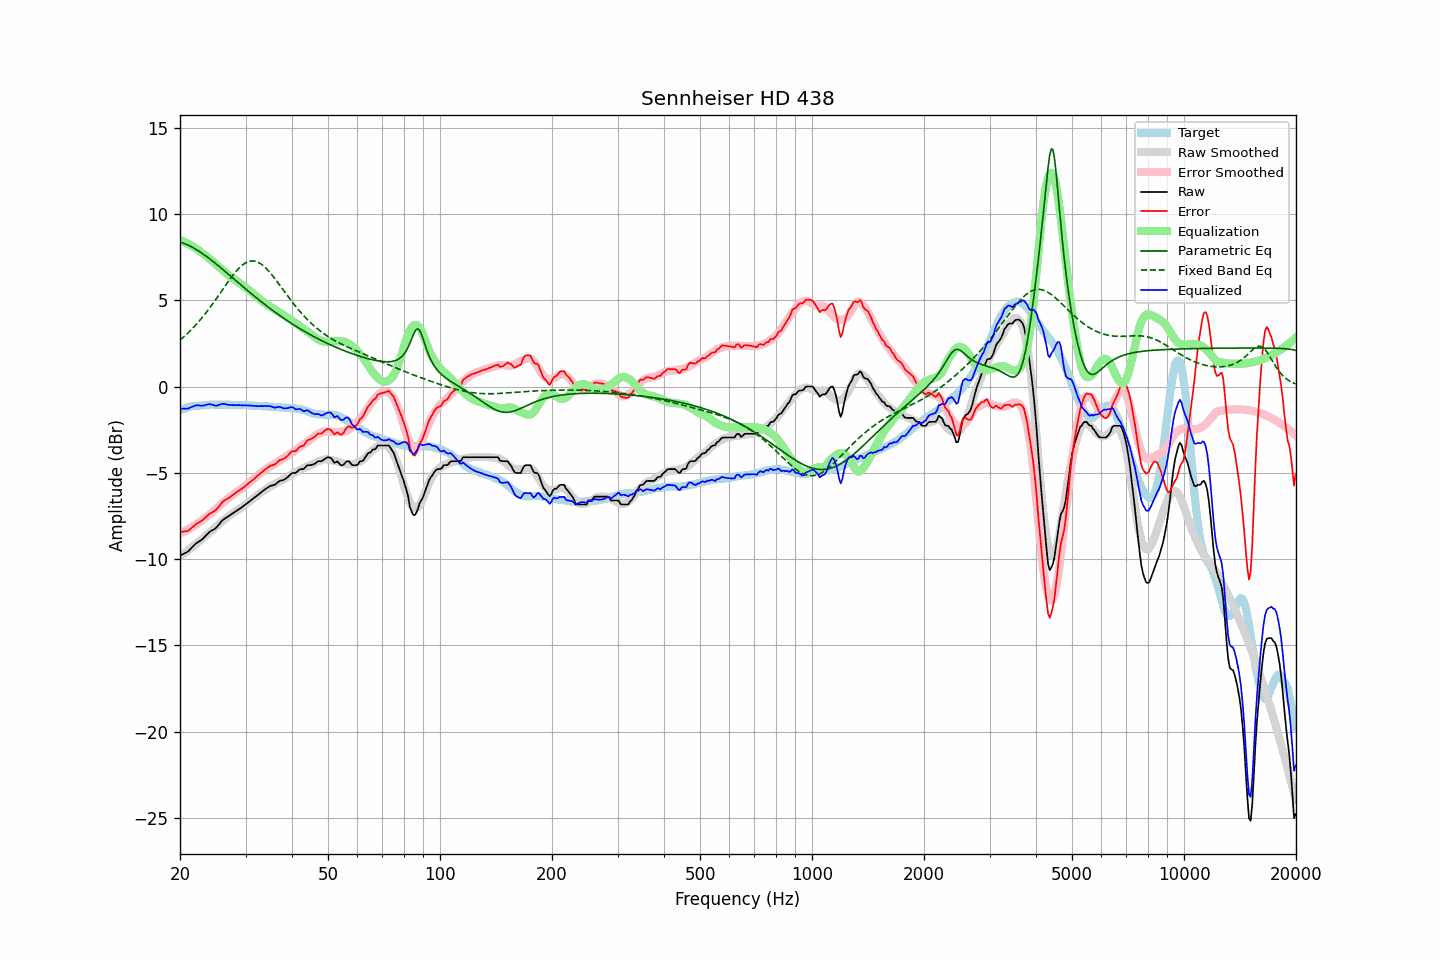 Sennheiser HD 438
Target
Raw Smoothed
Error Smoothed
Raw
Error
Equalization
Parametric Eq
Fixed Band Eq
Equalized
15
10
5
0
−5
−10
−15
−20
−25
Amplitude (dBr)
20 50 100 200 500 1000 2000 5000 10000 20000
Frequency (Hz)